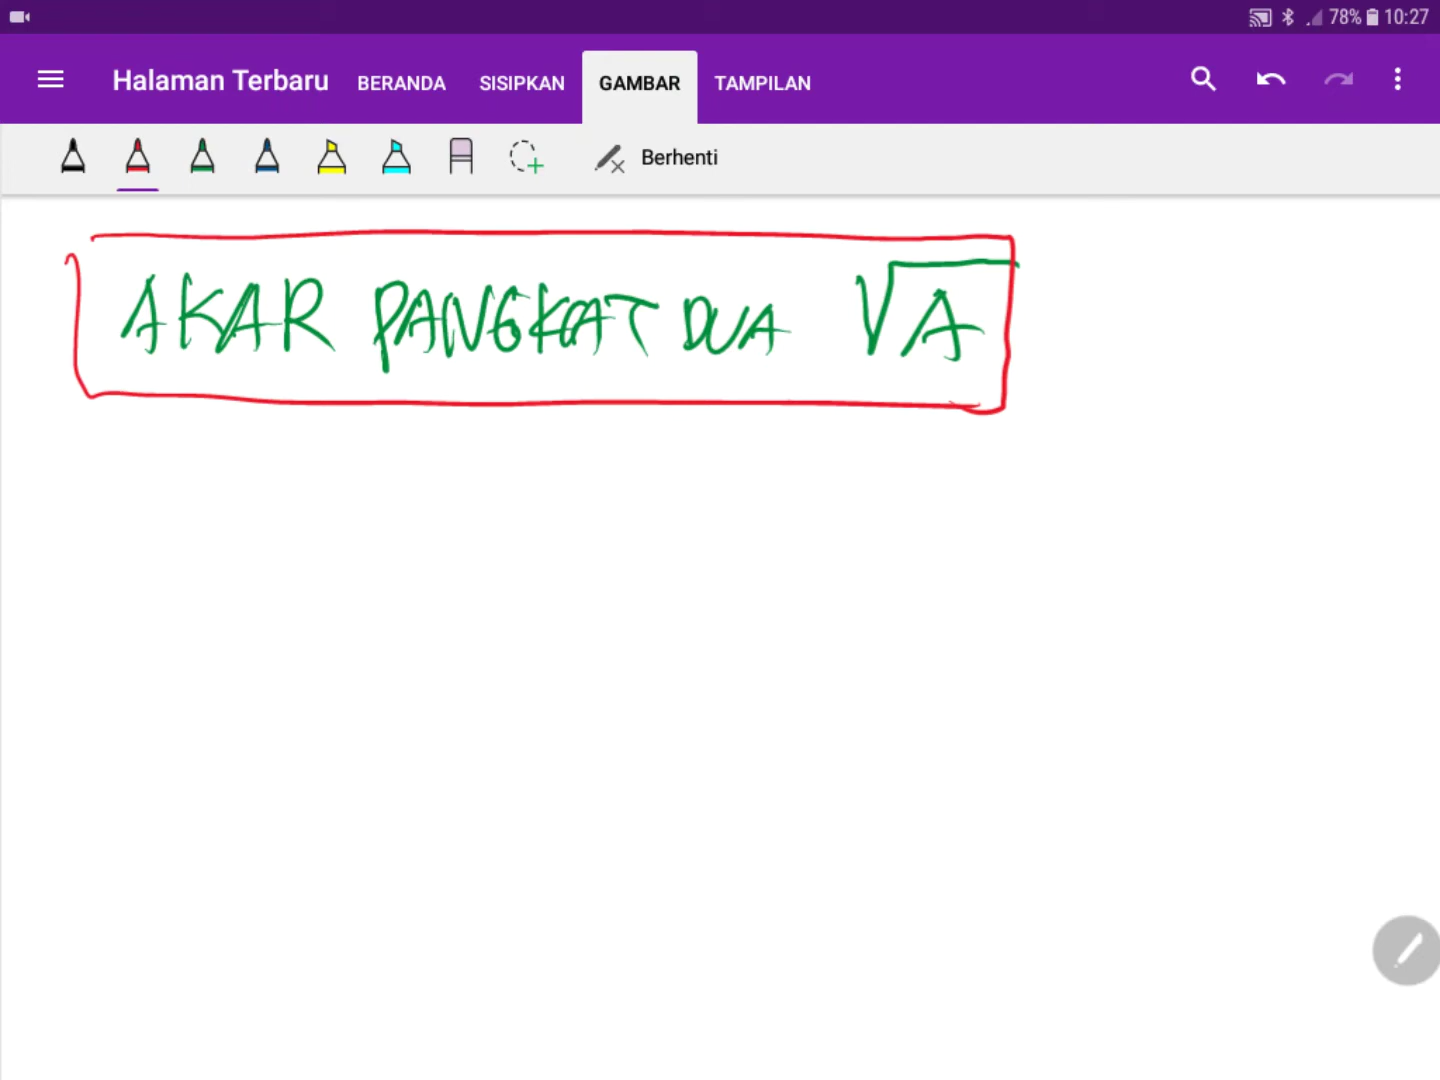 78% 10:27
Halaman Terbaru BERANDA SISIPKAN GAMBAR TAMPILAN
Berhenti
AKAR PANGKAT DUA √A